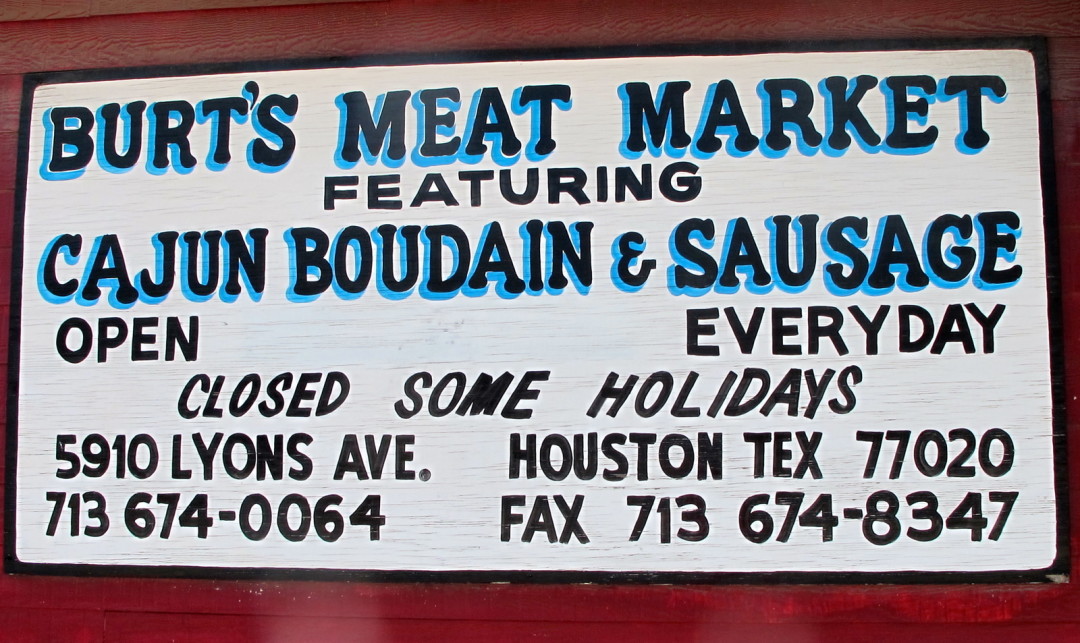 BURT'S MEAT MARKET
FEATURING
CAJUN BOUDAIN & SAUSAGE
OPEN EVERYDAY
CLOSED SOME HOLIDAYS
5910 LYONS AVE. HOUSTON TEX 77020
713 674-0064 FAX 713 674-8347